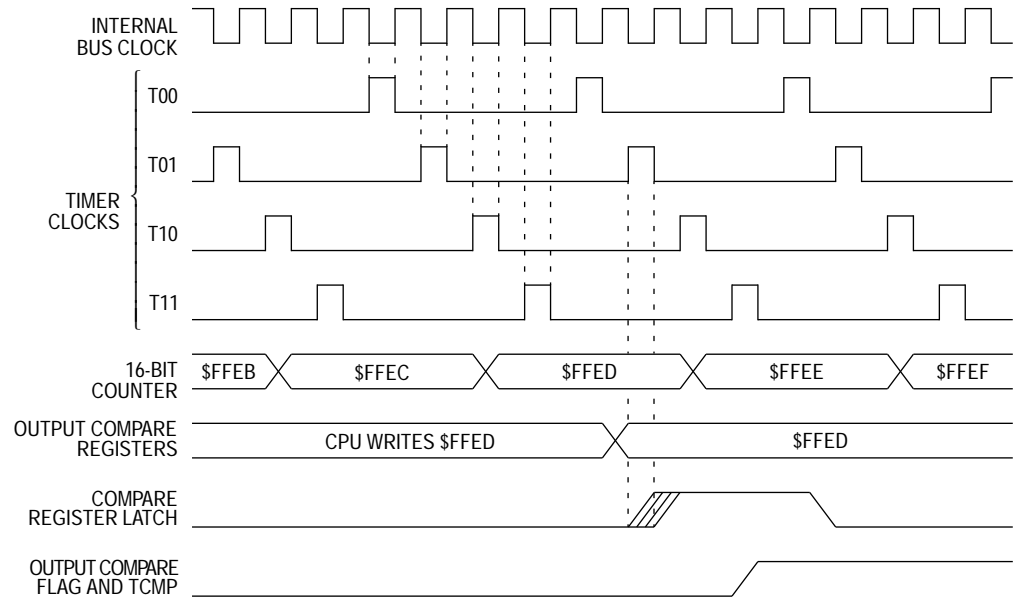 INTERNAL
BUS CLOCK
T00
T01
TIMER
CLOCKS
T10
T11
16-BIT
COUNTER
$FFEB
$FFEC
$FFED
$FFEE
$FFEF
OUTPUT COMPARE
REGISTERS
CPU WRITES $FFED
$FFED
COMPARE
REGISTER LATCH
OUTPUT COMPARE
FLAG AND TCMP